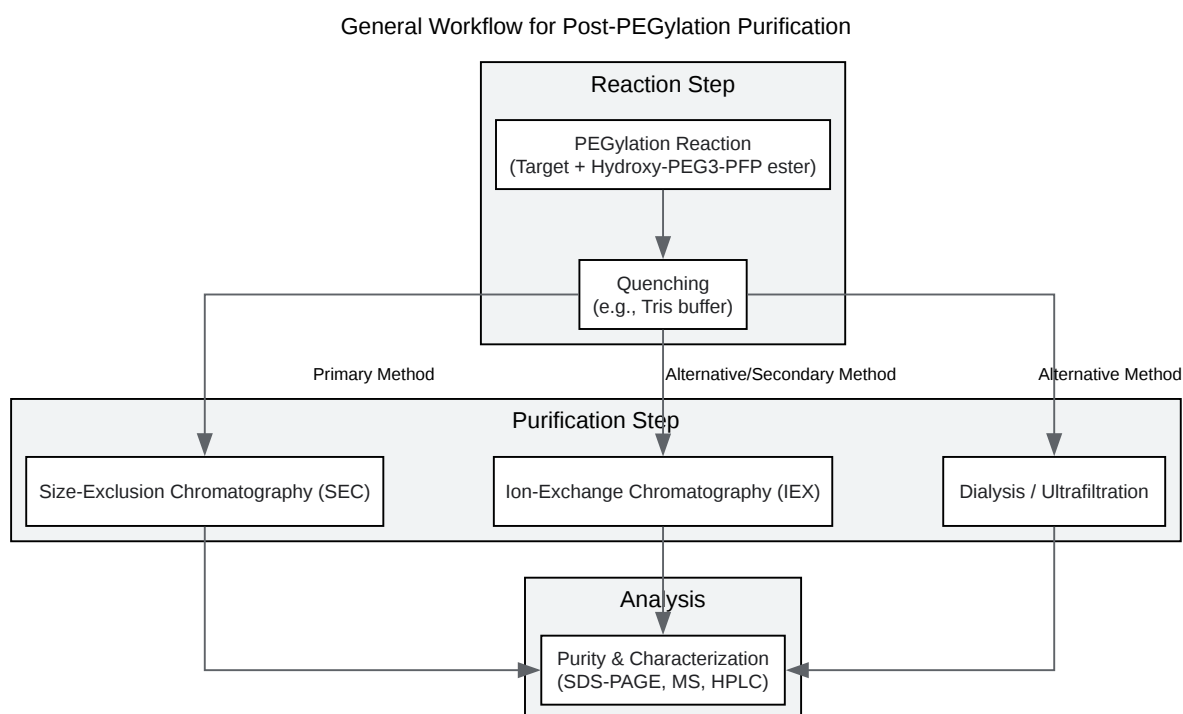 General Workflow for Post-PEGylation Purification
Reaction Step
PEGylation Reaction
(Target + Hydroxy-PEG3-PFP ester)
Quenching
(e.g., Tris buffer)
Primary Method
Alternative/Secondary Method
Alternative Method
Purification Step
Size-Exclusion Chromatography (SEC)
Ion-Exchange Chromatography (IEX)
Dialysis / Ultrafiltration
Analysis
Purity & Characterization
(SDS-PAGE, MS, HPLC)